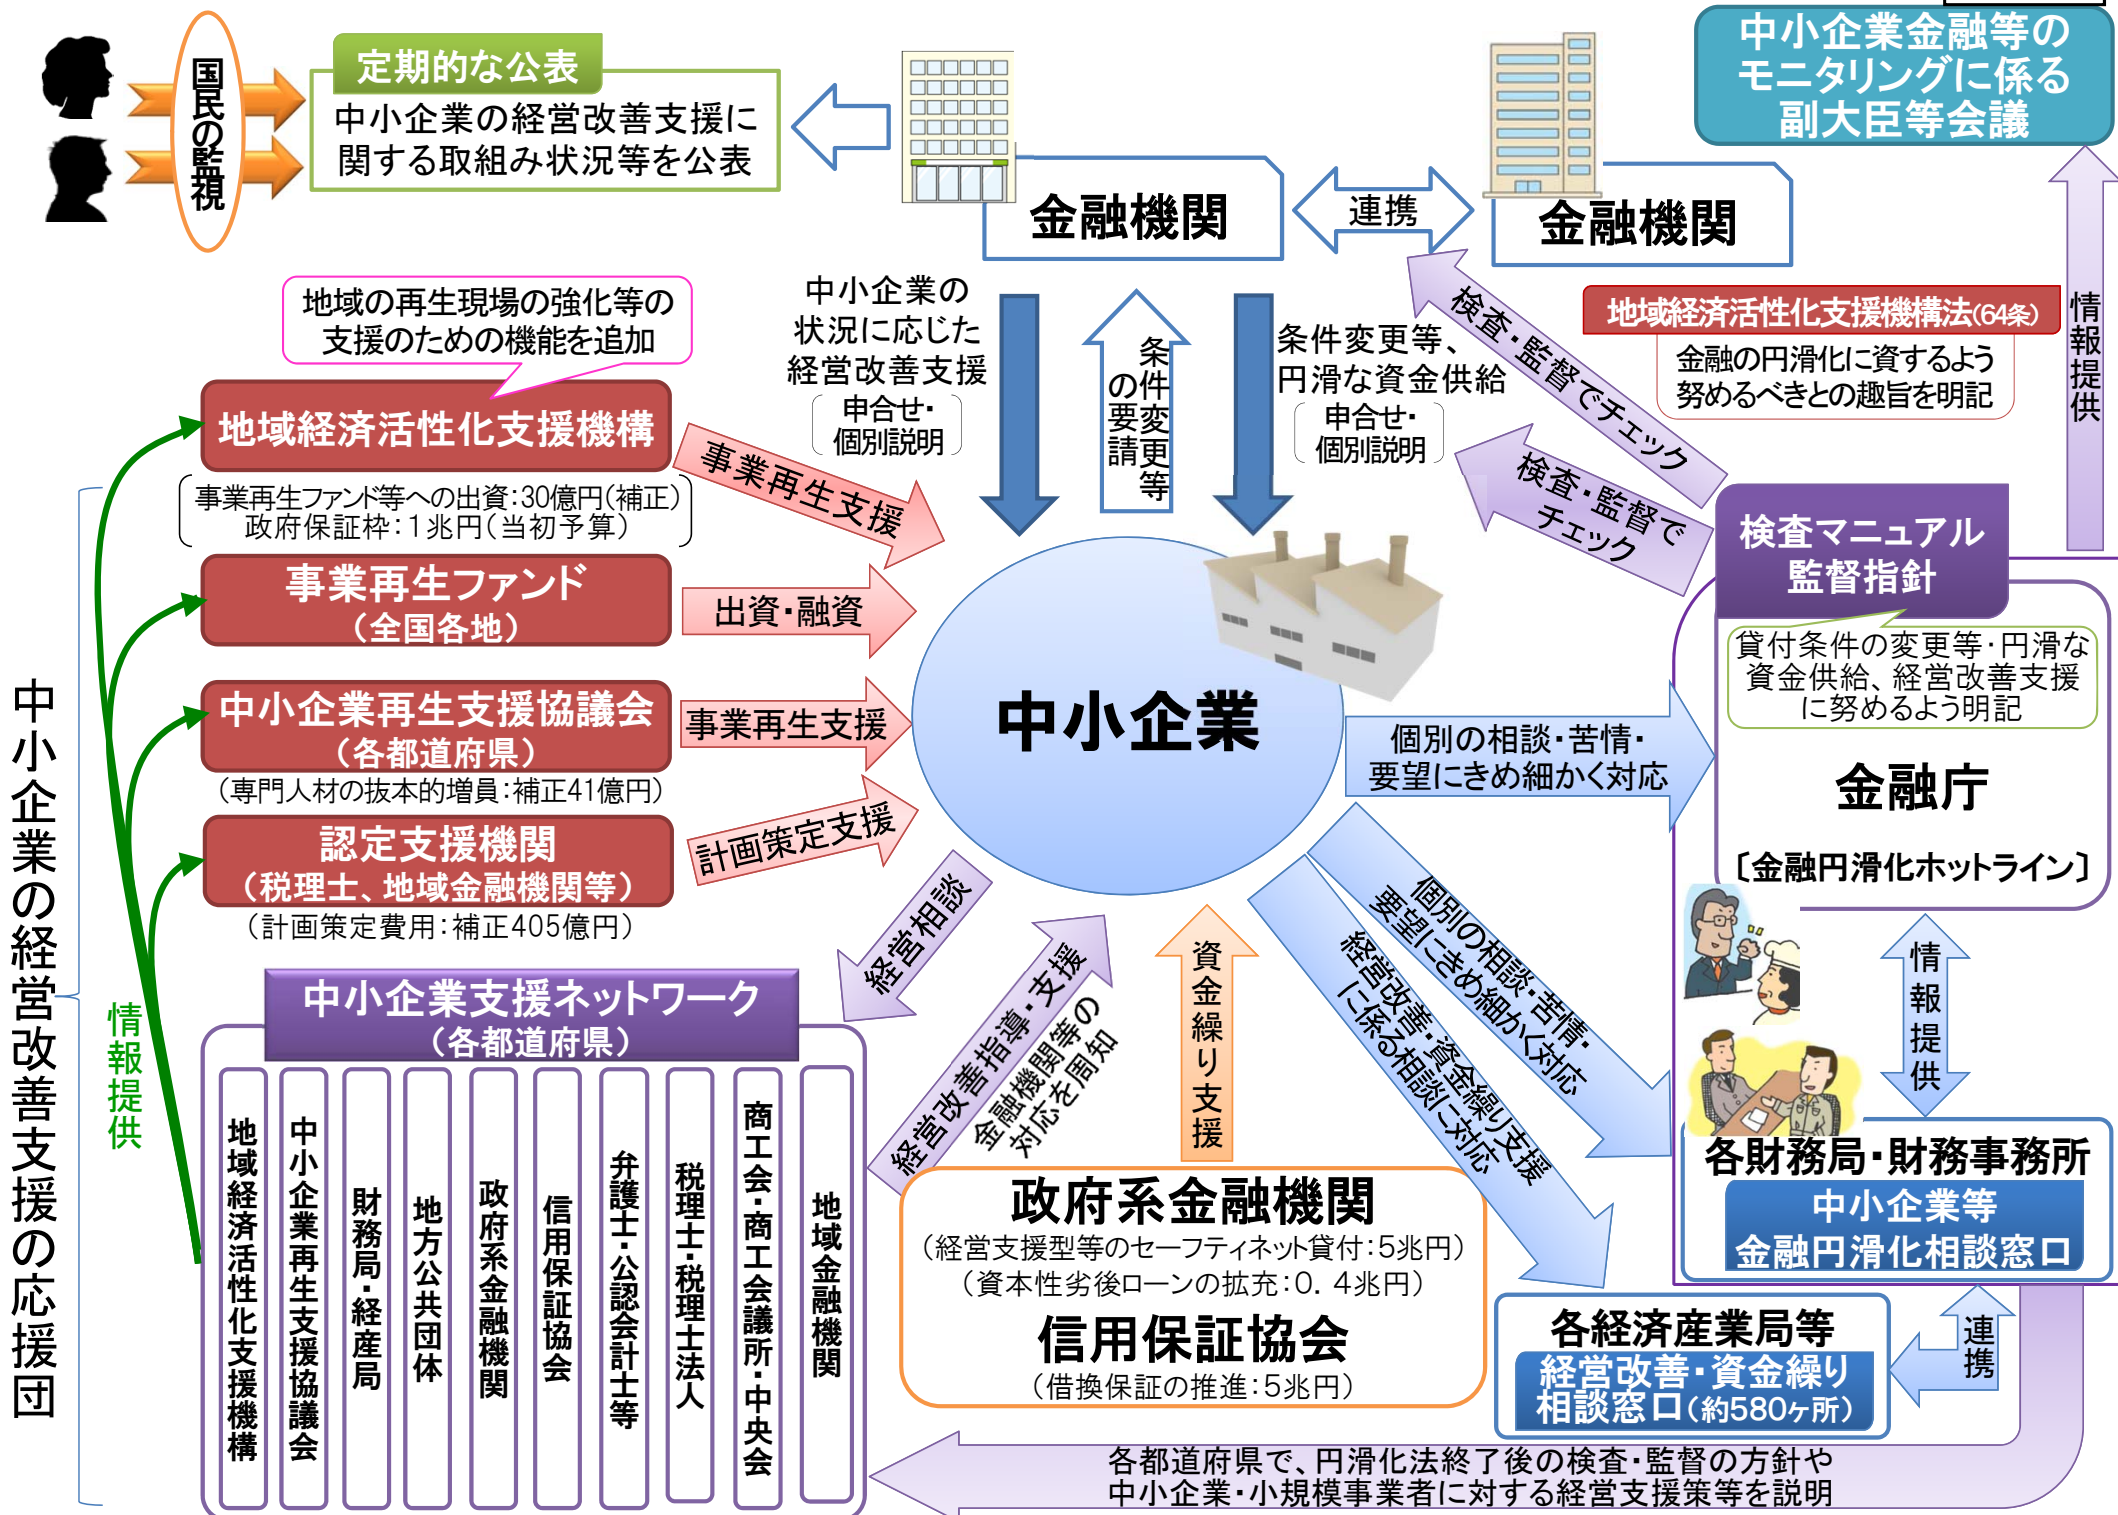 国民の監視
定期的な公表
中小企業の経営改善支援に
関する取組み状況等を公表
金融機関
連携
金融機関
中小企業金融等の
モニタリングに係る
副大臣等会議
情報提供
地域の再生現場の強化等の
支援のための機能を追加
中小企業の
状況に応じた
経営改善支援
申合せ・
個別説明
条件変更等
の要請
条件変更等、
円滑な資金供給
申合せ・
個別説明
検査・監督でチェック
検査・監督で
チェック
地域経済活性化支援機構法(64条)
金融の円滑化に資するよう
努めるべきとの趣旨を明記
地域経済活性化支援機構
事業再生ファンド等への出資:30億円(補正)
政府保証枠:1兆円(当初予算)
事業再生支援
事業再生ファンド
(全国各地)
出資・融資
中小企業再生支援協議会
(各都道府県)
(専門人材の抜本的増員:補正41億円)
事業再生支援
認定支援機関
(税理士、地域金融機関等)
(計画策定費用:補正405億円)
計画策定支援
中小企業
検査マニュアル
監督指針
貸付条件の変更等・円滑な
資金供給、経営改善支援
に努めるよう明記
金融庁
〔金融円滑化ホットライン〕
個別の相談・苦情・
要望にきめ細かく対応
個別の相談・苦情・
要望にきめ細かく対応
経営改善・資金繰り支援
に係る相談に対応
情報提供
各財務局・財務事務所
中小企業等
金融円滑化相談窓口
連携
各経済産業局等
経営改善・資金繰り
相談窓口(約580ヶ所)
経営相談
経営改善指導・支援
金融機関等の
対応を周知
資金繰り支援
政府系金融機関
(経営支援型等のセーフティネット貸付:5兆円)
(資本性劣後ローンの拡充:0.4兆円)
信用保証協会
(借換保証の推進:5兆円)
中小企業の経営改善支援の応援団
情報提供
中小企業支援ネットワーク
(各都道府県)
地域経済活性化支援機構
中小企業再生支援協議会
財務局・経産局
地方公共団体
政府系金融機関
信用保証協会
弁護士・公認会計士等
税理士・税理士法人
商工会・商工会議所・中央会
地域金融機関
各都道府県で、円滑化法終了後の検査・監督の方針や
中小企業・小規模事業者に対する経営支援策等を説明